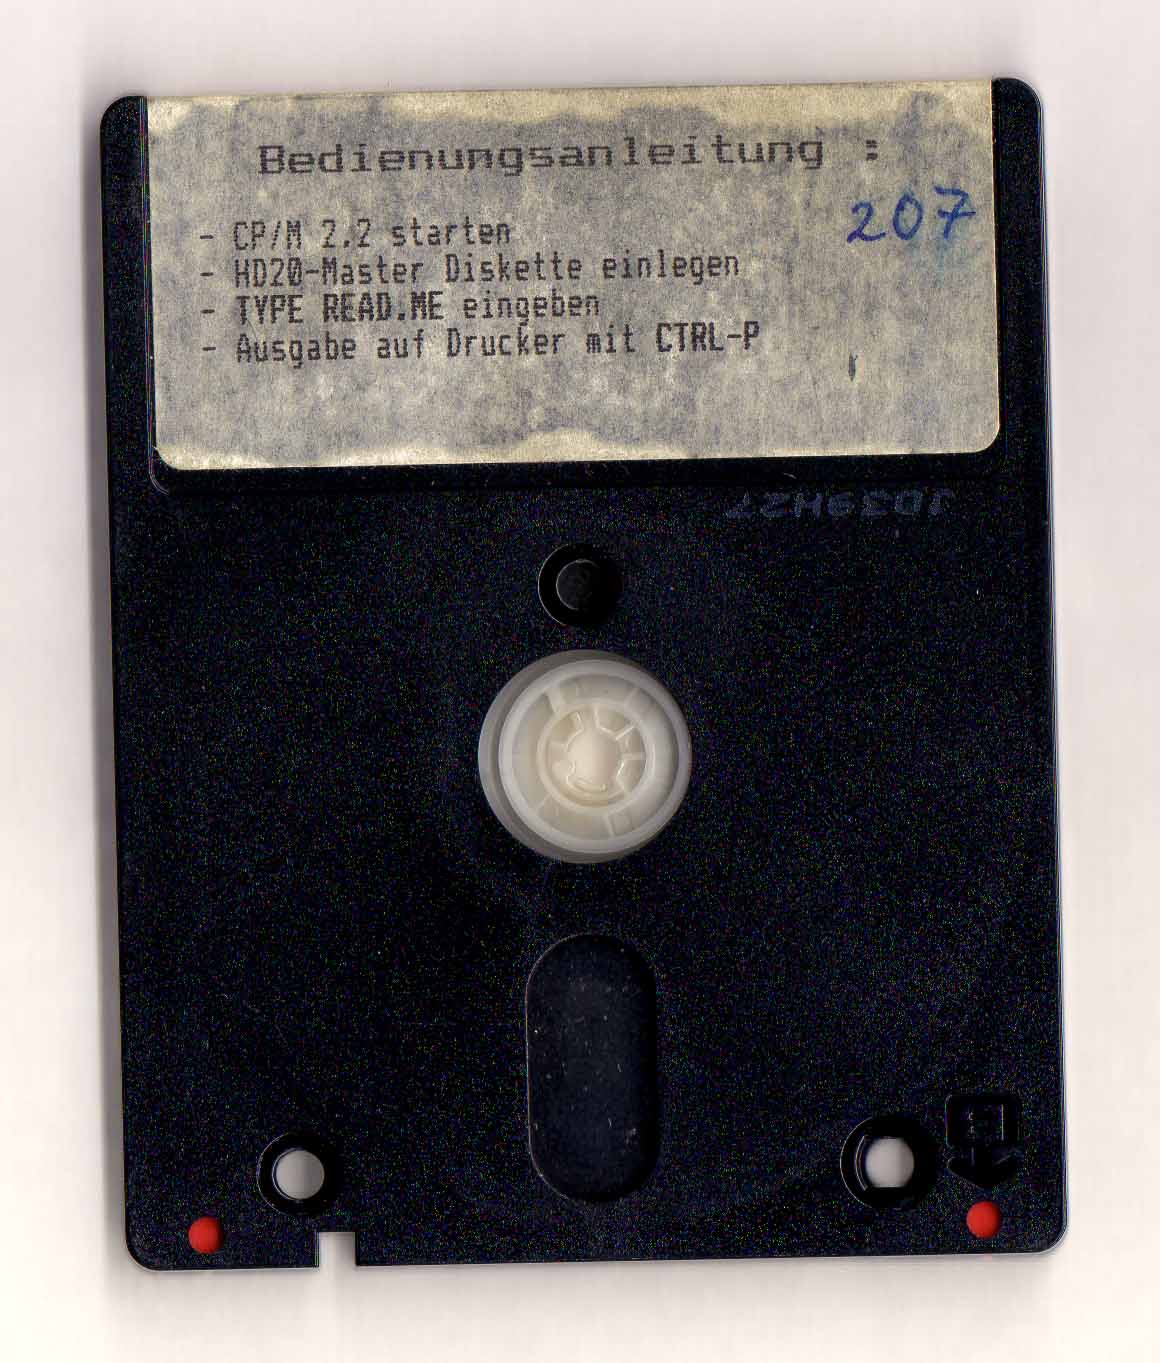 Bedienungsanleitung :
207
- CP/M 2.2 starten
- HD20-Master Diskette einlegen
- TYPE READ.ME eingeben
- Ausgabe auf Drucker mit CTRL-P